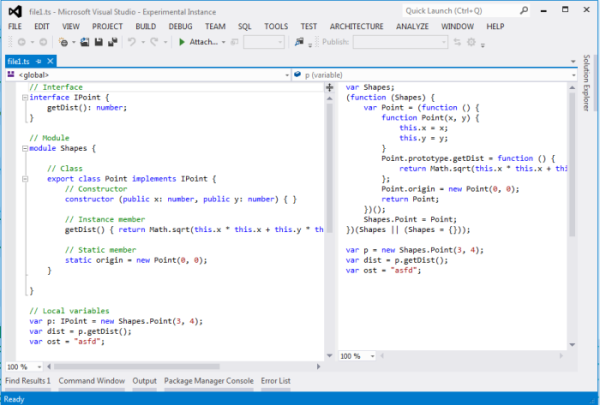 file1.ts - Microsoft Visual Studio - Experimental Instance
Quick Launch (Ctrl+Q)
FILE EDIT VIEW PROJECT BUILD DEBUG TEAM SQL TOOLS TEST ARCHITECTURE ANALYZE WINDOW HELP
Attach... Publish:
file1.ts
<global>
p (variable)
Solution Explorer
// Interface
interface IPoint {
getDist(): number;
}
// Module
module Shapes {
// Class
export class Point implements IPoint {
// Constructor
constructor (public x: number, public y: number) { }
// Instance member
getDist() { return Math.sqrt(this.x * this.x + this.y * th
// Static member
static origin = new Point(0, 0);
}
}
// Local variables
var p: IPoint = new Shapes.Point(3, 4);
var dist = p.getDist();
var ost = "asfd";
100 %
var Shapes;
(function (Shapes) {
var Point = (function () {
function Point(x, y) {
this.x = x;
this.y = y;
}
Point.prototype.getDist = function () {
return Math.sqrt(this.x * this.x + thi
};
Point.origin = new Point(0, 0);
return Point;
})();
Shapes.Point = Point;
})(Shapes || (Shapes = {}));
var p = new Shapes.Point(3, 4);
var dist = p.getDist();
var ost = "asfd";
100 %
Find Results 1 Command Window Output Package Manager Console Error List
Ready